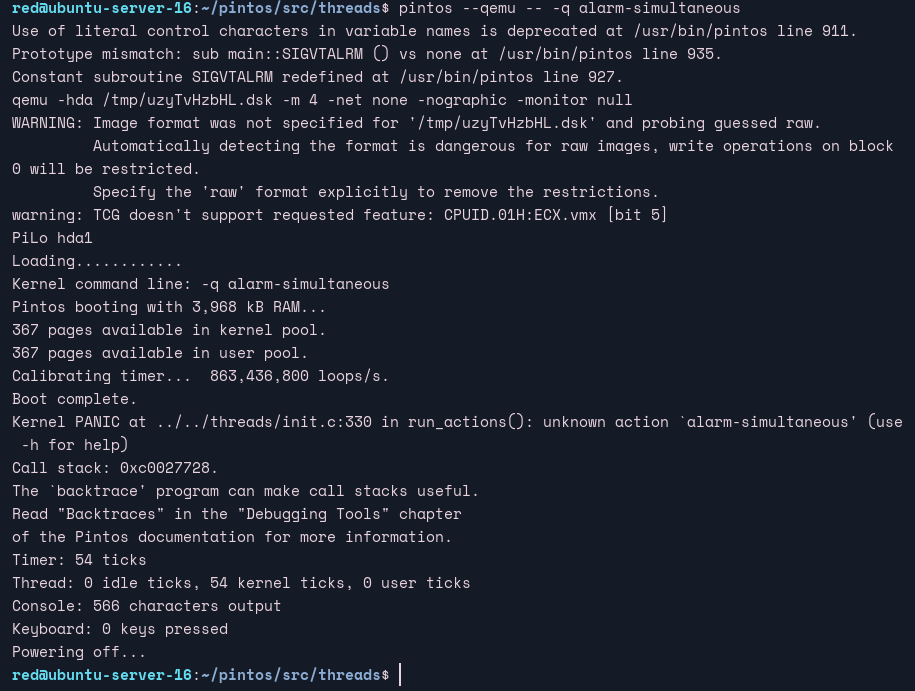 red@ubuntu-server-16:~/pintos/src/threads$ pintos --qemu -- -q alarm-simultaneous
Use of literal control characters in variable names is deprecated at /usr/bin/pintos line 911.
Prototype mismatch: sub main::SIGVTALRM () vs none at /usr/bin/pintos line 935.
Constant subroutine SIGVTALRM redefined at /usr/bin/pintos line 927.
qemu -hda /tmp/uzyTvHzbHL.dsk -m 4 -net none -nographic -monitor null
WARNING: Image format was not specified for '/tmp/uzyTvHzbHL.dsk' and probing guessed raw.
         Automatically detecting the format is dangerous for raw images, write operations on block
0 will be restricted.
         Specify the 'raw' format explicitly to remove the restrictions.
warning: TCG doesn't support requested feature: CPUID.01H:ECX.vmx [bit 5]
PiLo hda1
Loading............
Kernel command line: -q alarm-simultaneous
Pintos booting with 3,968 kB RAM...
367 pages available in kernel pool.
367 pages available in user pool.
Calibrating timer...  863,436,800 loops/s.
Boot complete.
Kernel PANIC at ../../threads/init.c:330 in run_actions(): unknown action `alarm-simultaneous' (use
 -h for help)
Call stack: 0xc0027728.
The `backtrace' program can make call stacks useful.
Read "Backtraces" in the "Debugging Tools" chapter
of the Pintos documentation for more information.
Timer: 54 ticks
Thread: 0 idle ticks, 54 kernel ticks, 0 user ticks
Console: 566 characters output
Keyboard: 0 keys pressed
Powering off...
red@ubuntu-server-16:~/pintos/src/threads$